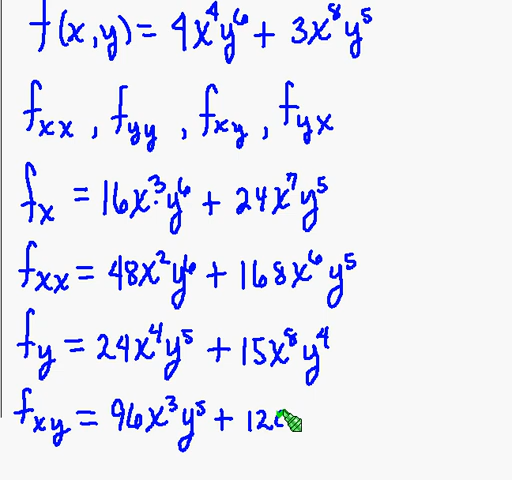 f(x,y) = 4x⁴y⁶ + 3x⁸y⁵
fxx , fyy , fxy , fyx
fx = 16x³y⁶ + 24x⁷y⁵
fxx = 48x²y⁶ + 168x⁶y⁵
fy = 24x⁴y⁵ + 15x⁸y⁴
fxy = 96x³y⁵ + 12